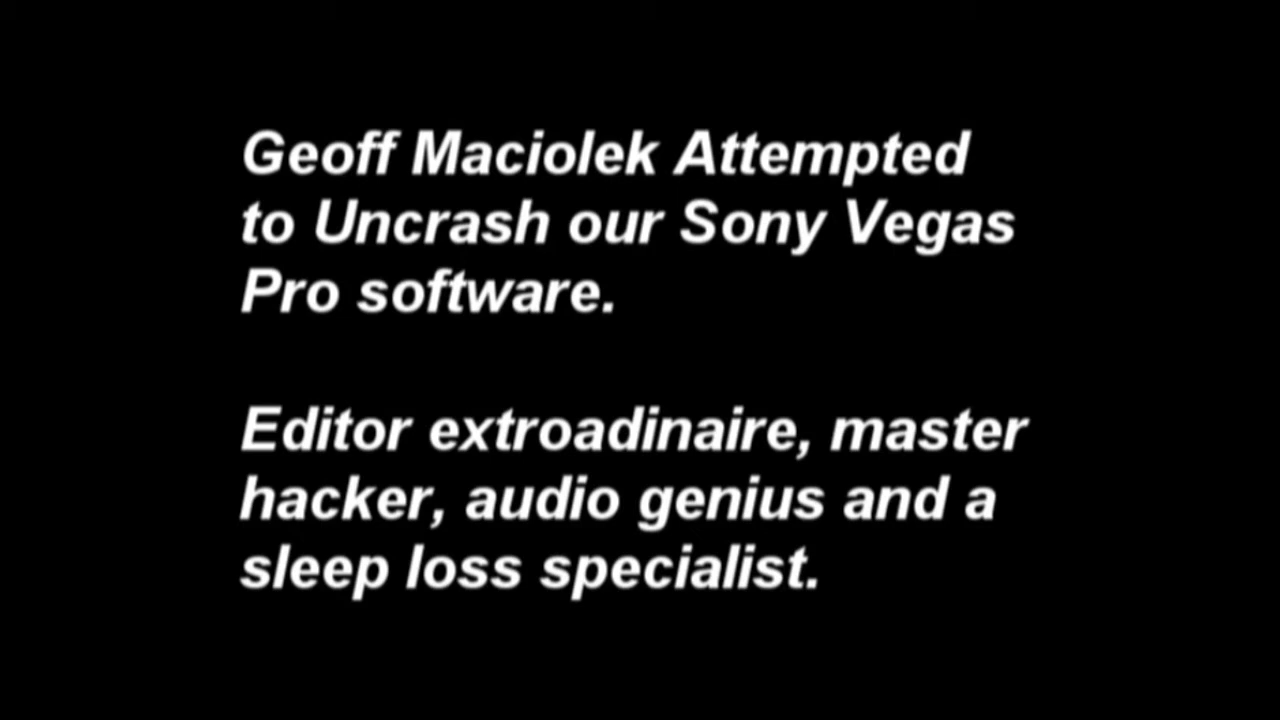 Geoff Maciolek Attempted
to Uncrash our Sony Vegas
Pro software.
Editor extroadinaire, master
hacker, audio genius and a
sleep loss specialist.